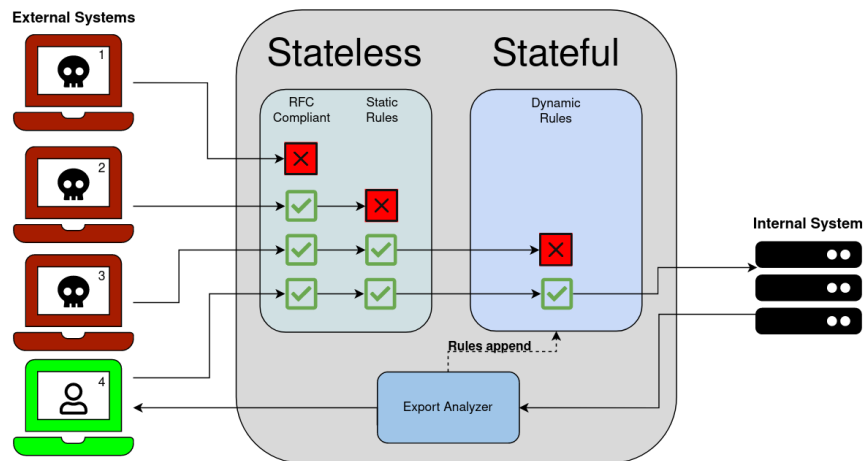 External Systems
Stateless
Stateful
RFC
Compliant
Static
Rules
Dynamic
Rules
1
2
3
4
Internal System
Rules append
Export Analyzer